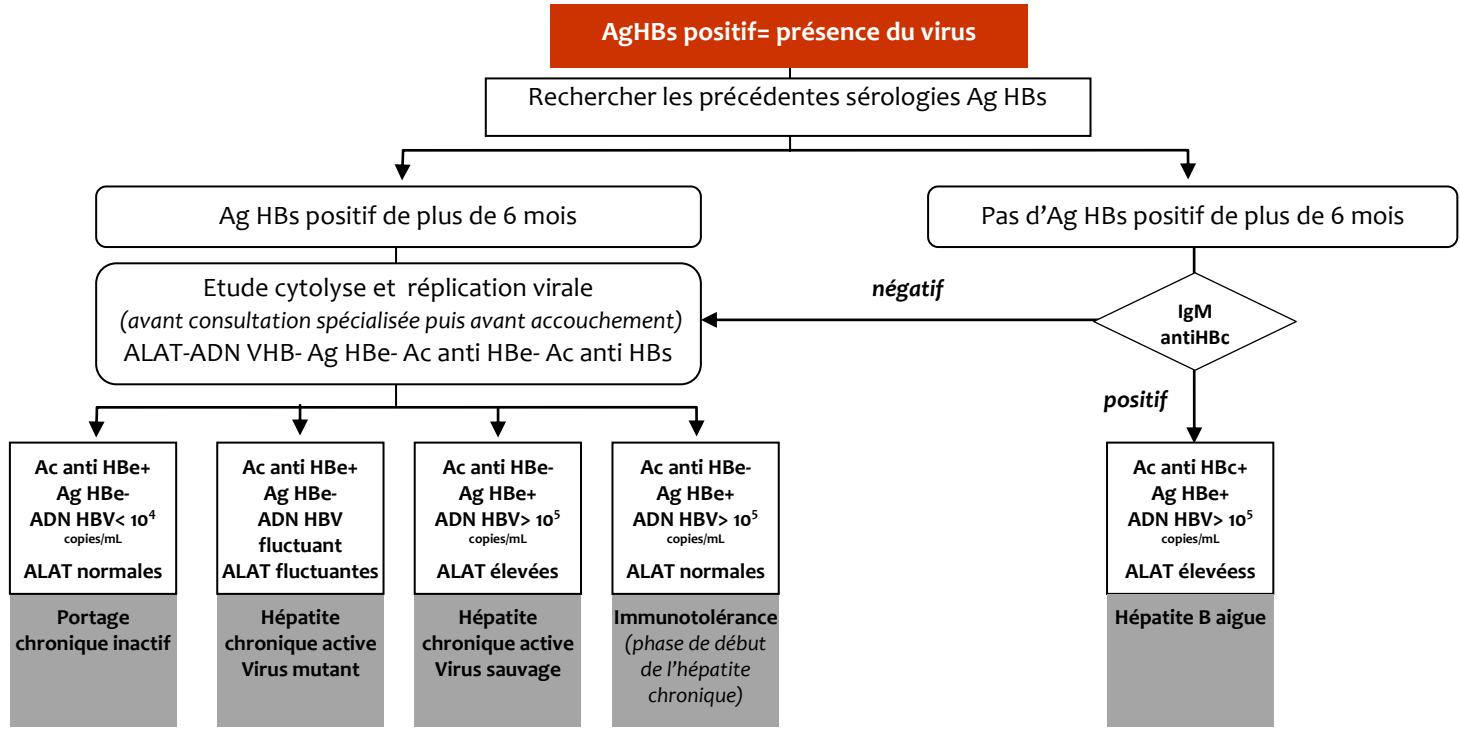 AgHBs positif= présence du virus
Rechercher les précédentes sérologies Ag HBs
Ag HBs positif de plus de 6 mois
Pas d’Ag HBs positif de plus de 6 mois
Etude cytolyse et réplication virale
(avant consultation spécialisée puis avant accouchement)
ALAT-ADN VHB- Ag HBe- Ac anti HBe- Ac anti HBs
négatif
IgM
antiHBc
positif
Ac anti HBe+
Ag HBe-
ADN HBV< 10⁴
copies/mL
ALAT normales
Portage
chronique inactif
Ac anti HBe+
Ag HBe-
ADN HBV
fluctuant
ALAT fluctuantes
Hépatite
chronique active
Virus mutant
Ac anti HBe-
Ag HBe+
ADN HBV> 10⁵
copies/mL
ALAT élevées
Hépatite
chronique active
Virus sauvage
Ac anti HBe-
Ag HBe+
ADN HBV> 10⁵
copies/mL
ALAT normales
Immunotolérance
(phase de début
de l’hépatite
chronique)
Ac anti HBc+
Ag HBe+
ADN HBV> 10⁵
copies/mL
ALAT élevéess
Hépatite B aigue